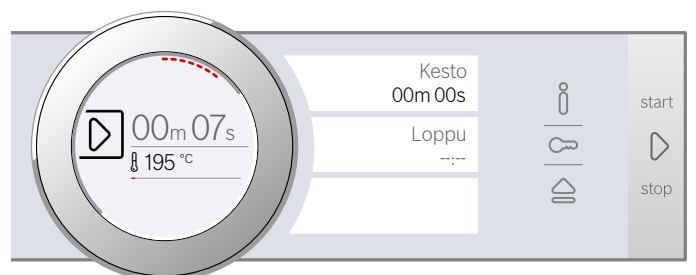 00m 07s
195 °C
Kesto
00m 00s
Loppu
--:--
start
stop